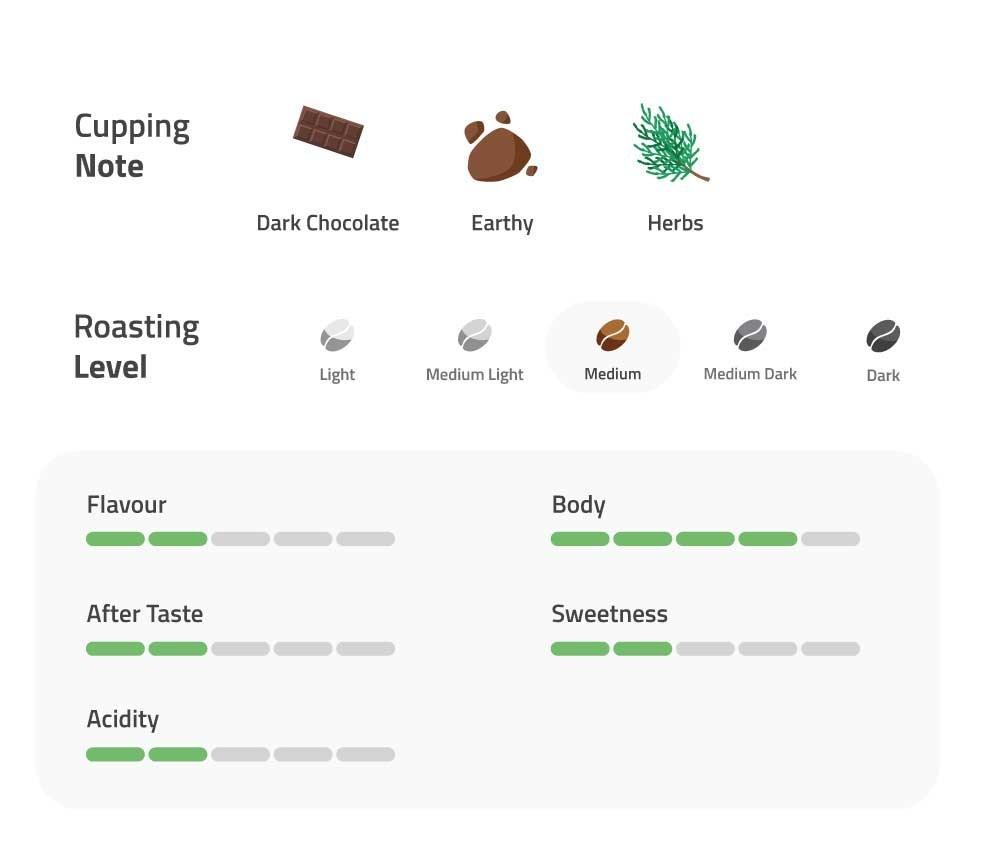 Cupping
Note
Dark Chocolate
Earthy
Herbs
Roasting
Level
Light
Medium Light
Medium
Medium Dark
Dark
Flavour
Body
After Taste
Sweetness
Acidity